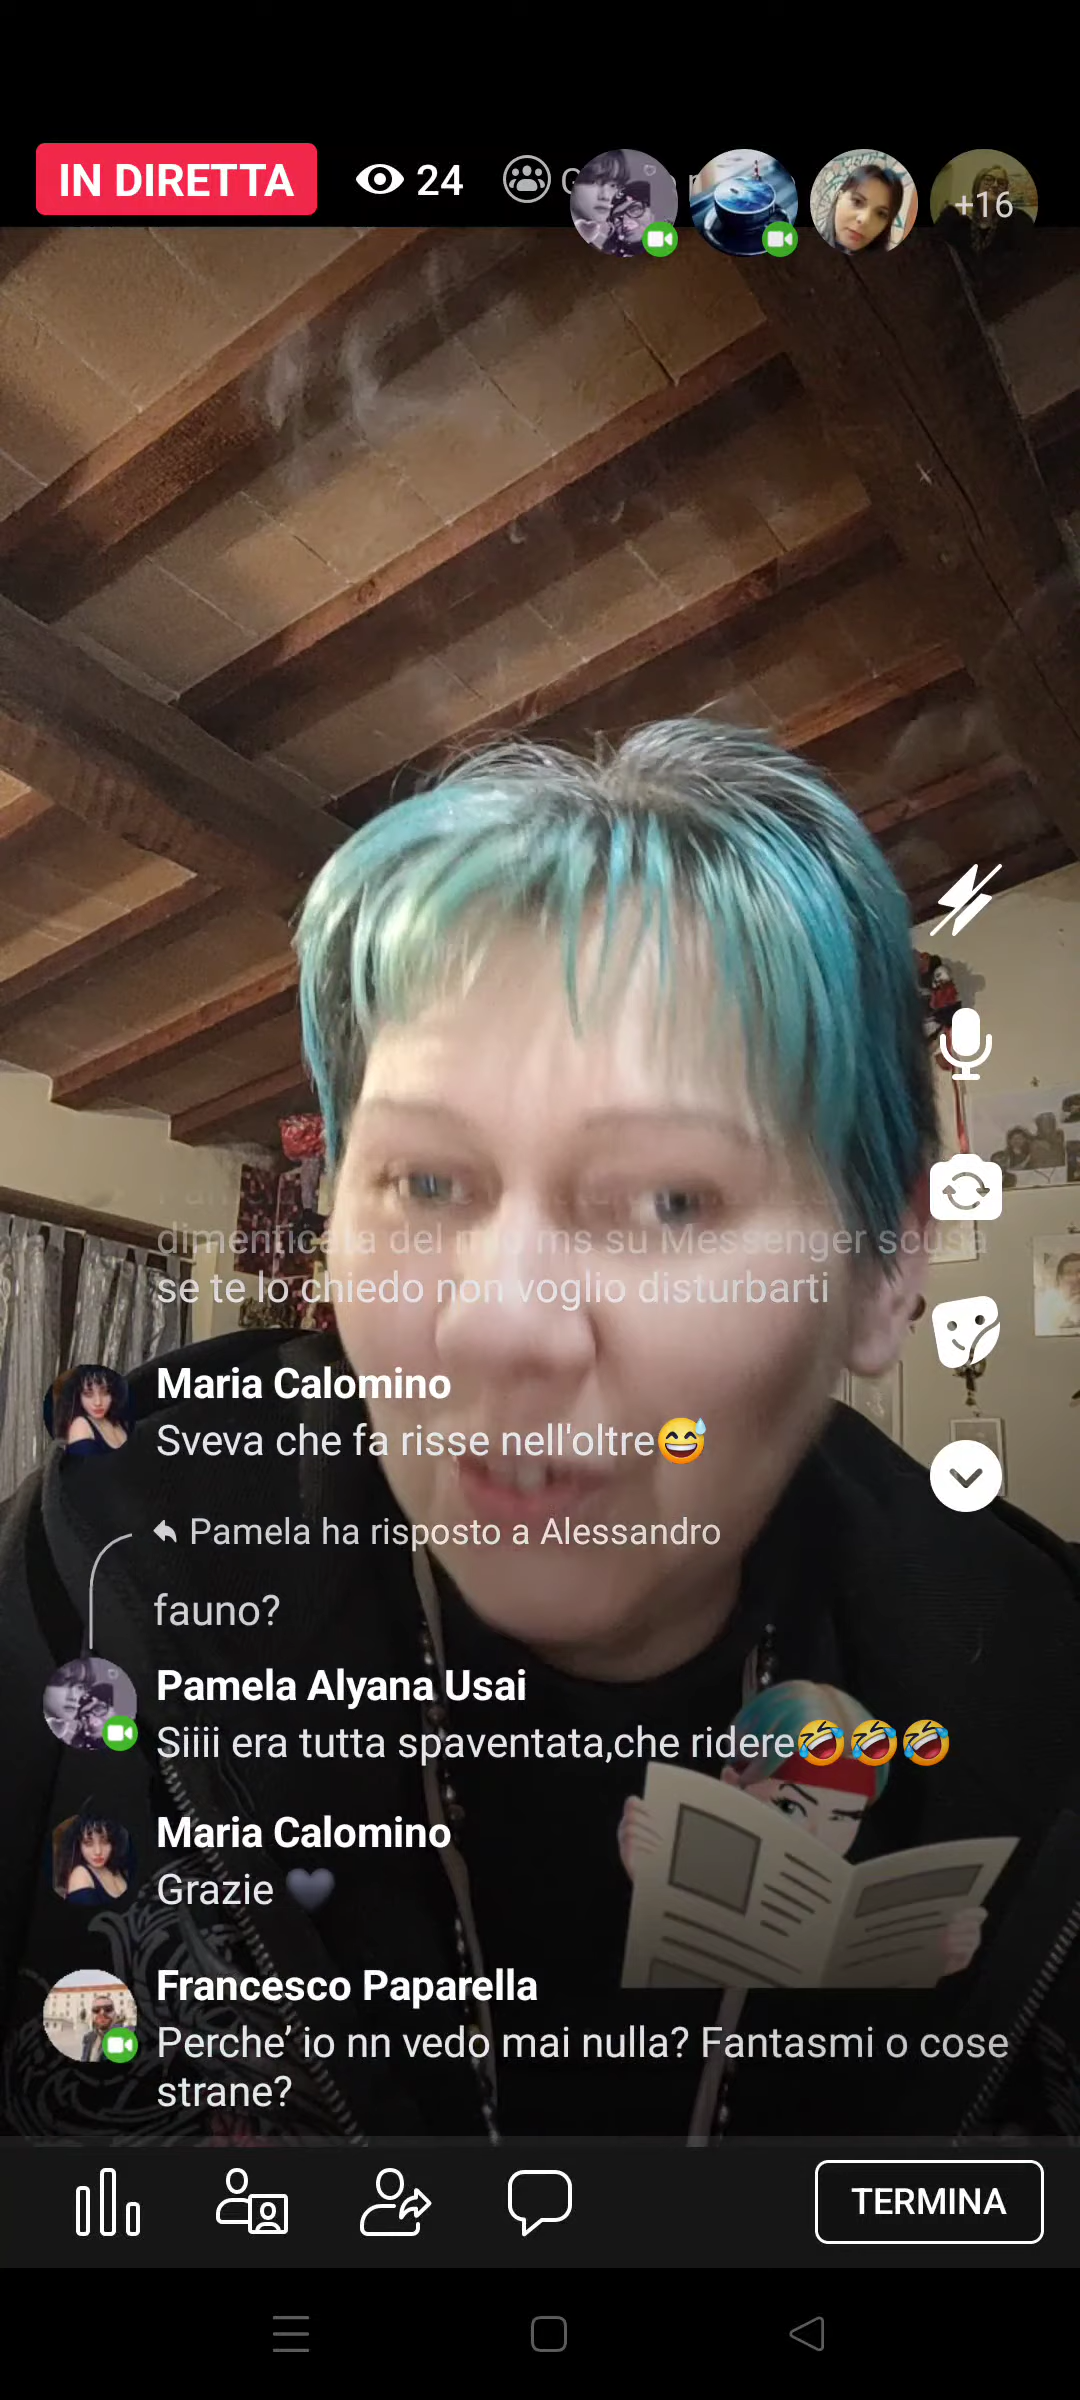 IN DIRETTA
24
+16
dimenticata del mio ms su Messenger scusa
se te lo chiedo non voglio disturbarti
Maria Calomino
Sveva che fa risse nell'oltre😅
Pamela ha risposto a Alessandro
fauno?
Pamela Alyana Usai
Siiii era tutta spaventata,che ridere🤣🤣🤣
Maria Calomino
Grazie 🖤
Francesco Paparella
Perche’ io nn vedo mai nulla? Fantasmi o cose
strane?
TERMINA